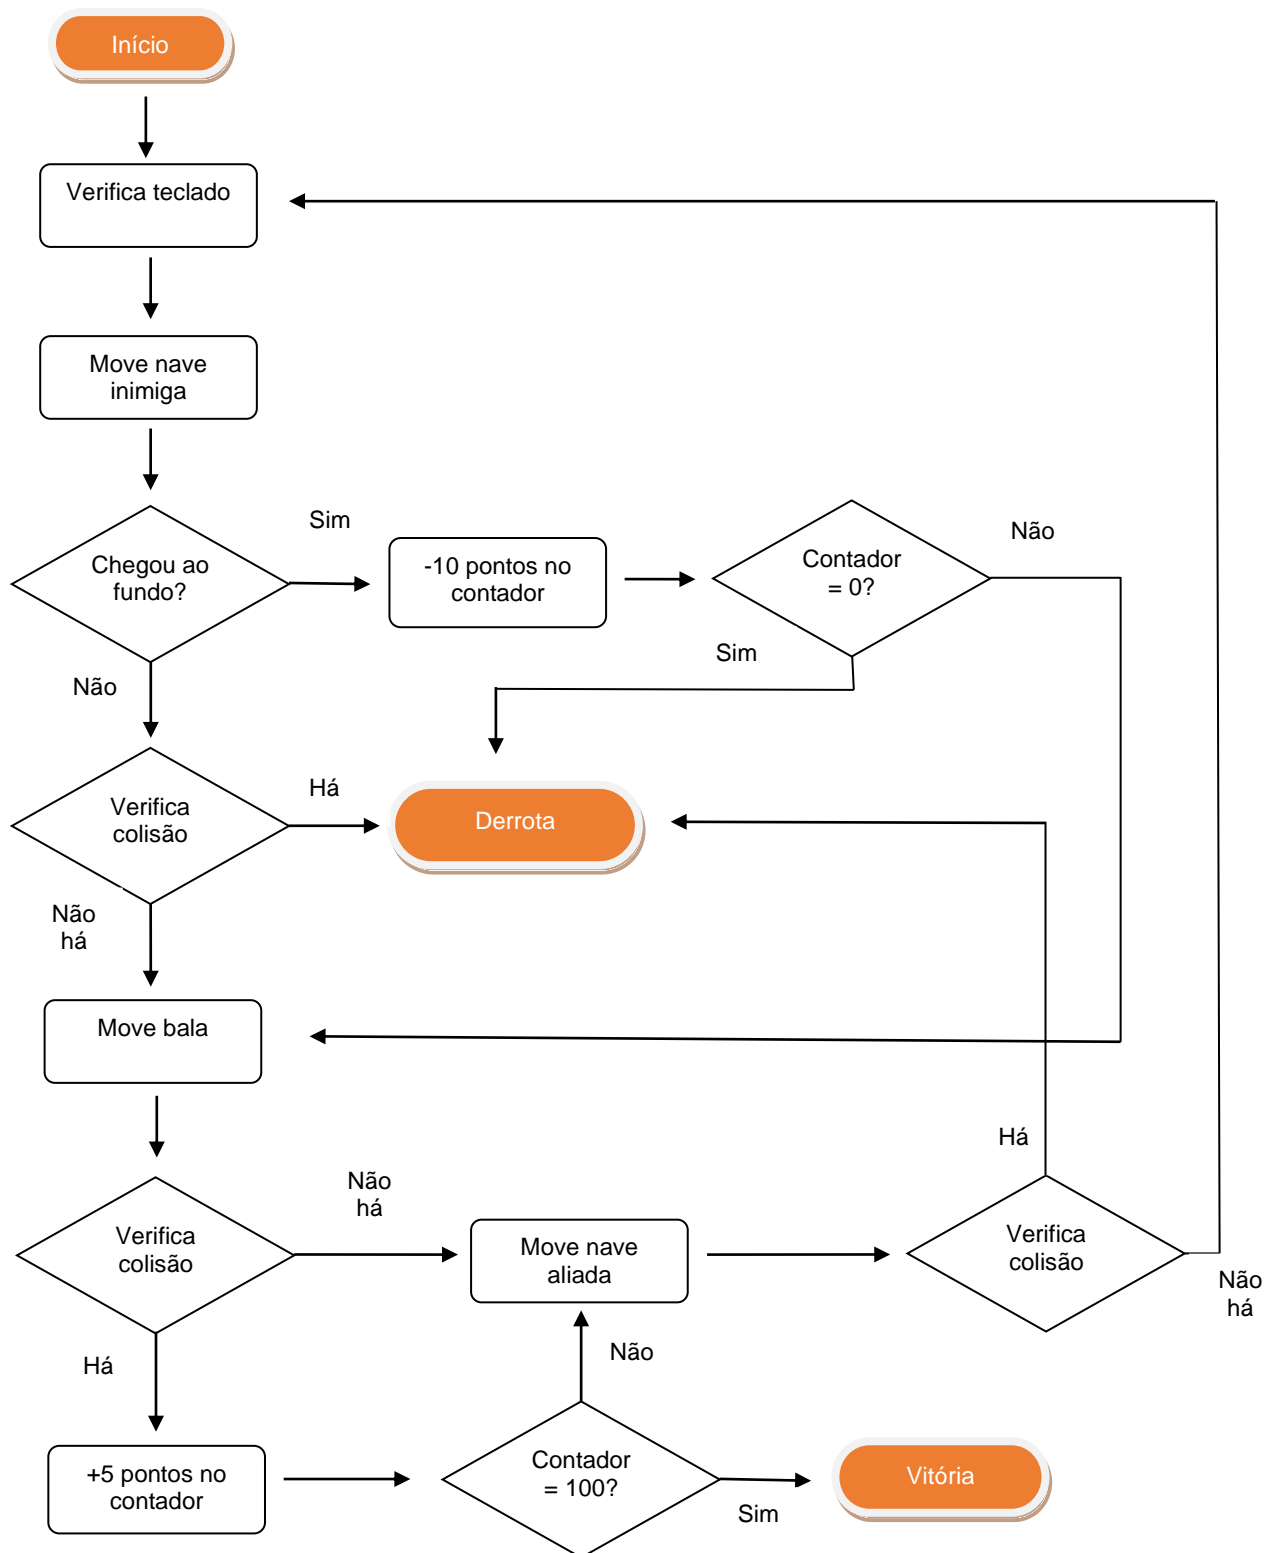 Início
Verifica teclado
Move nave
inimiga
Sim
Não
Chegou ao
fundo?
-10 pontos no
contador
Contador
= 0?
Sim
Não
Há
Verifica
colisão
Derrota
Não
há
Move bala
Há
Não
há
Verifica
colisão
Move nave
aliada
Verifica
colisão
Não
há
Há
Não
+5 pontos no
contador
Contador
= 100?
Vitória
Sim